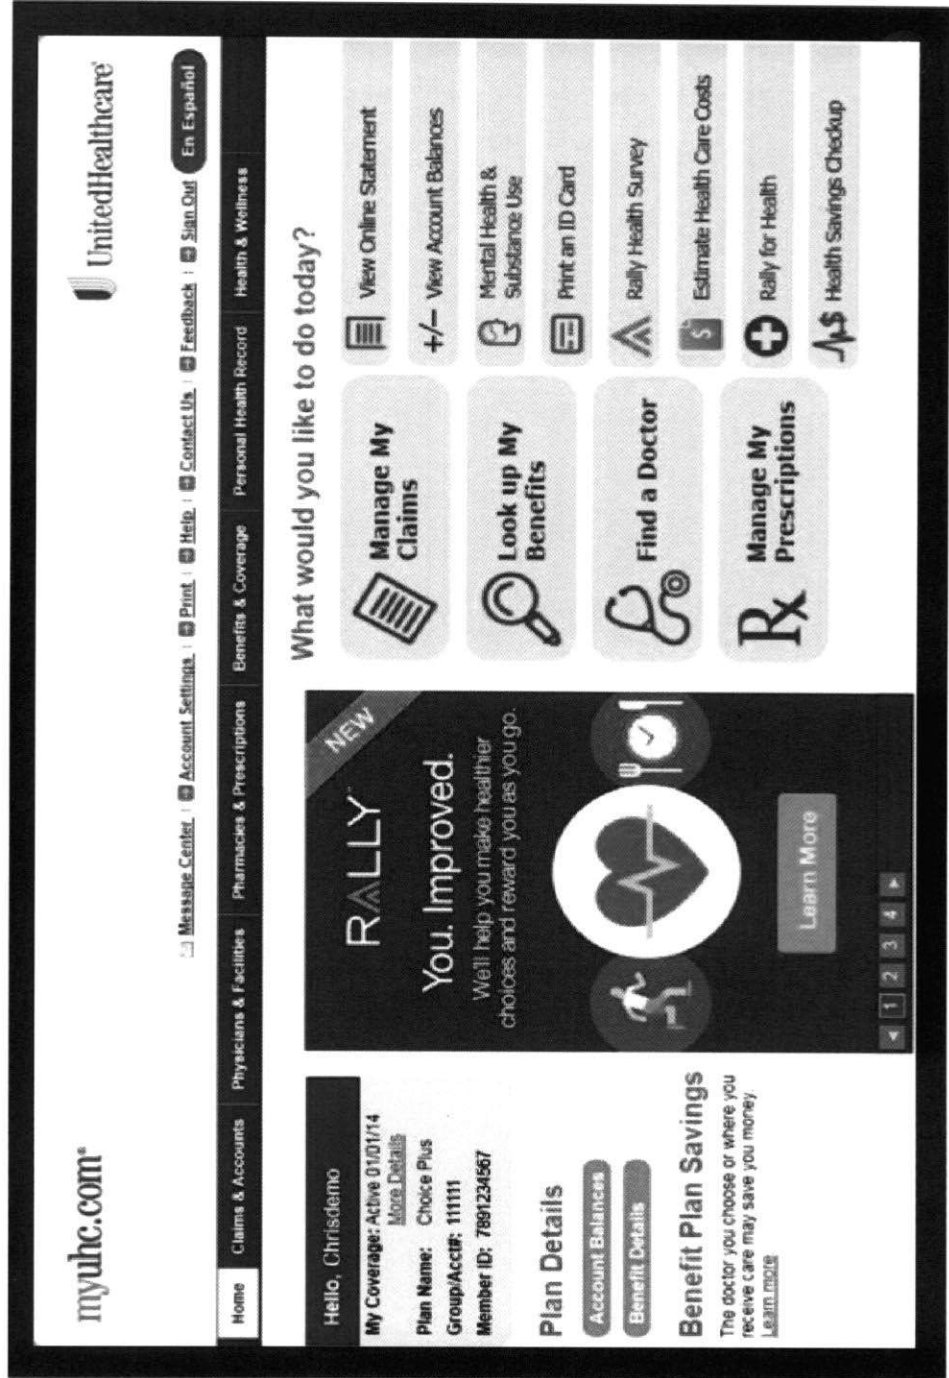 myuhc.com®
UnitedHealthcare®
Message Center | Account Settings | Print | Help | Contact Us | Feedback | Sign Out
En Español
Home
Claims & Accounts
Physicians & Facilities
Pharmacies & Prescriptions
Benefits & Coverage
Personal Health Record
Health & Wellness
Hello, Chrisdemo
My Coverage: Active 01/01/14
More Details
Plan Name: Choice Plus
Group/Acct#: 111111
Member ID: 7891234567
Plan Details
Account Balances
Benefit Details
Benefit Plan Savings
The doctor you choose or where you
receive care may save you money.
Learn more
NEW
RALLY™
You. Improved.
We'll help you make healthier
choices and reward you as you go.
Learn More
1 2 3 4
What would you like to do today?
Manage My
Claims
Look up My
Benefits
Find a Doctor
Rx Manage My
Prescriptions
View Online Statement
+/- View Account Balances
Mental Health &
Substance Use
Print an ID Card
Rally Health Survey
$ Estimate Health Care Costs
Rally for Health
$ Health Savings Checkup